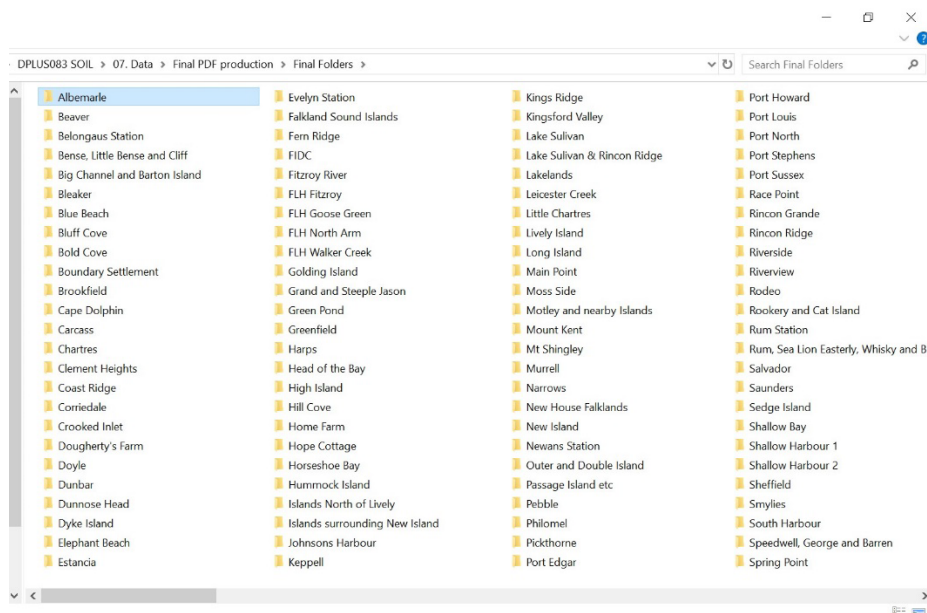 DPLUS083 SOIL > 07. Data > Final PDF production > Final Folders >
Search Final Folders
Albemarle
Beaver
Belongaus Station
Bense, Little Bense and Cliff
Big Channel and Barton Island
Bleaker
Blue Beach
Bluff Cove
Bold Cove
Boundary Settlement
Brookfield
Cape Dolphin
Carcass
Chartres
Clement Heights
Coast Ridge
Corriedale
Crooked Inlet
Dougherty's Farm
Doyle
Dunbar
Dunnose Head
Dyke Island
Elephant Beach
Estancia
Evelyn Station
Falkland Sound Islands
Fern Ridge
FIDC
Fitzroy River
FLH Fitzroy
FLH Goose Green
FLH North Arm
FLH Walker Creek
Golding Island
Grand and Steeple Jason
Green Pond
Greenfield
Harps
Head of the Bay
High Island
Hill Cove
Home Farm
Hope Cottage
Horseshoe Bay
Hummock Island
Islands North of Lively
Islands surrounding New Island
Johnsons Harbour
Keppell
Kings Ridge
Kingsford Valley
Lake Sulivan
Lake Sulivan & Rincon Ridge
Lakelands
Leicester Creek
Little Chartres
Lively Island
Long Island
Main Point
Moss Side
Motley and nearby Islands
Mount Kent
Mt Shingley
Murrell
Narrows
New House Falklands
New Island
Newans Station
Outer and Double Island
Passage Island etc
Pebble
Philomel
Pickthorne
Port Edgar
Port Howard
Port Louis
Port North
Port Stephens
Port Sussex
Race Point
Rincon Grande
Rincon Ridge
Riverside
Riverview
Rodeo
Rookery and Cat Island
Rum Station
Rum, Sea Lion Easterly, Whisky and B
Salvador
Saunders
Sedge Island
Shallow Bay
Shallow Harbour 1
Shallow Harbour 2
Sheffield
Smylies
South Harbour
Speedwell, George and Barren
Spring Point